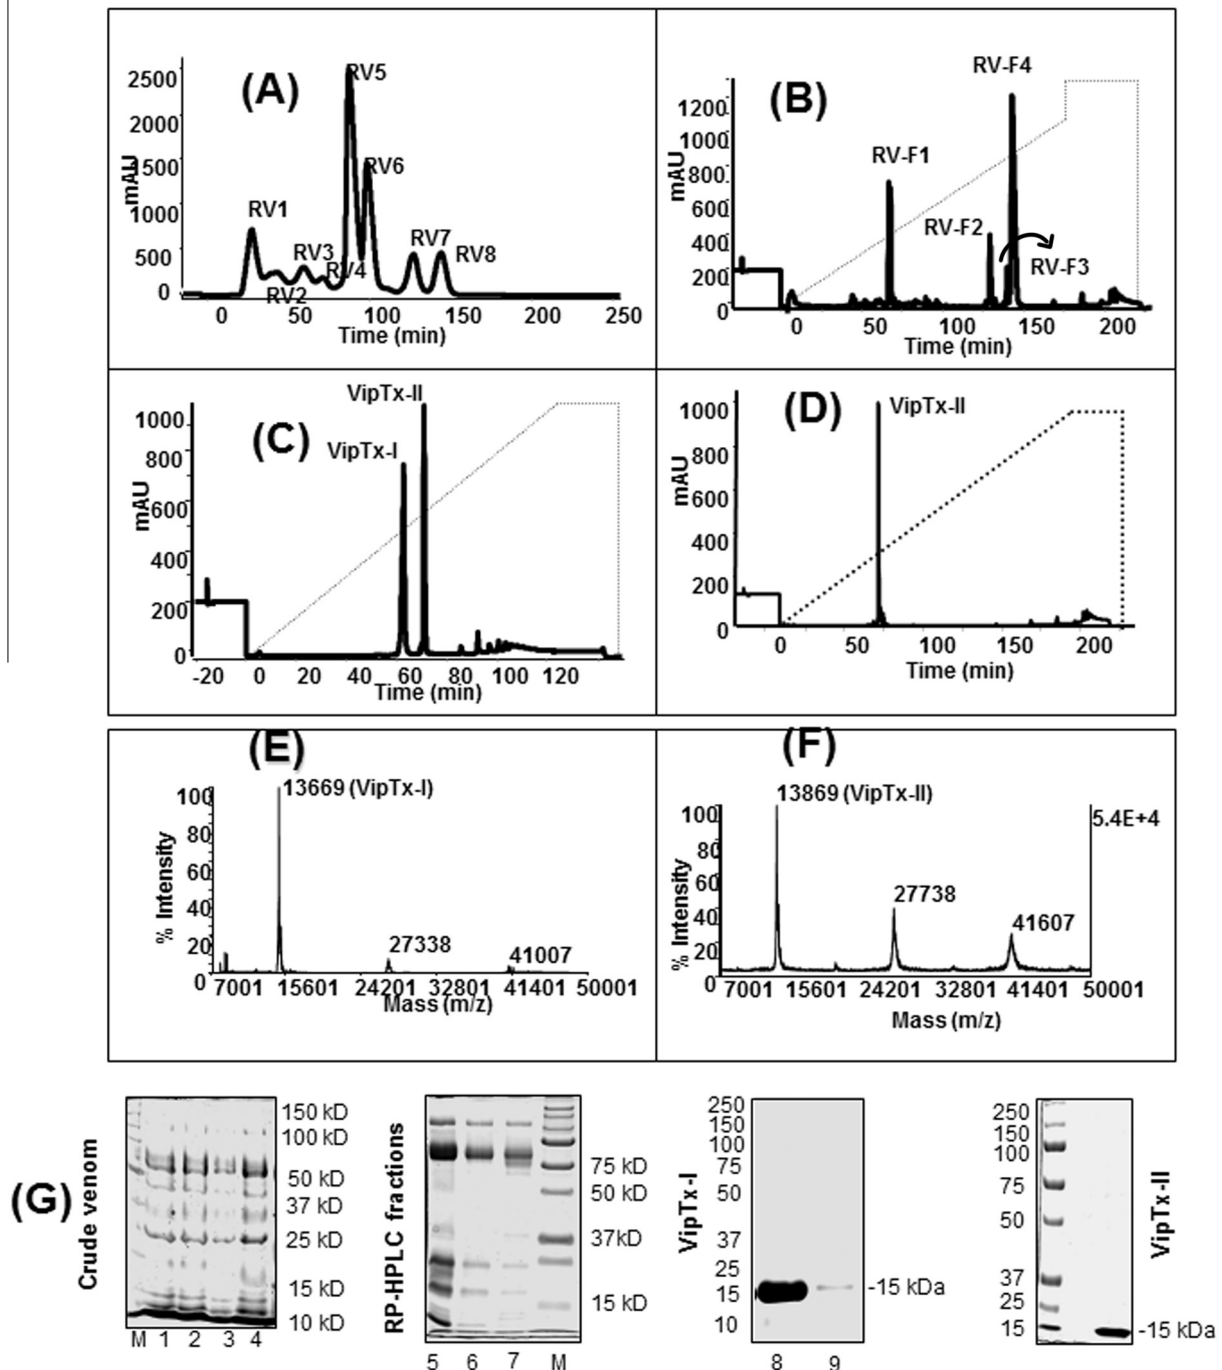 (A)
2500
2000
1500
1000
500
0
mAU
RV1
RV2
RV3
RV4
RV5
RV6
RV7
RV8
0 50 100 150 200 250
Time (min)
(B)
1200
1000
800
600
400
200
0
mAU
RV-F1
RV-F2
RV-F4
RV-F3
0 50 100 150 200
Time (min)
(C)
1000
800
600
400
200
0
mAU
VipTx-I
VipTx-II
-20 0 20 40 60 80 100 120
Time (min)
(D)
1000
800
600
400
200
0
mAU
VipTx-II
0 50 100 150 200
Time (min)
(E)
100
80
60
40
20
0
% Intensity
13669 (VipTx-I)
27338
41007
7001 15601 24201 32801 41401 50001
Mass (m/z)
(F)
100
80
60
40
20
0
% Intensity
13869 (VipTx-II)
27738
41607
5.4E+4
7001 15601 24201 32801 41401 50001
Mass (m/z)
(G)
Crude venom
150 kD
100 kD
50 kD
37 kD
25 kD
15 kD
10 kD
M 1 2 3 4
RP-HPLC fractions
75 kD
50 kD
37kD
15 kD
5 6 7 M
VipTx-I
250
150
100
75
50
37
25
15
10
-15 kDa
8 9
250
150
100
75
50
37
25
15
-15 kDa
VipTx-II